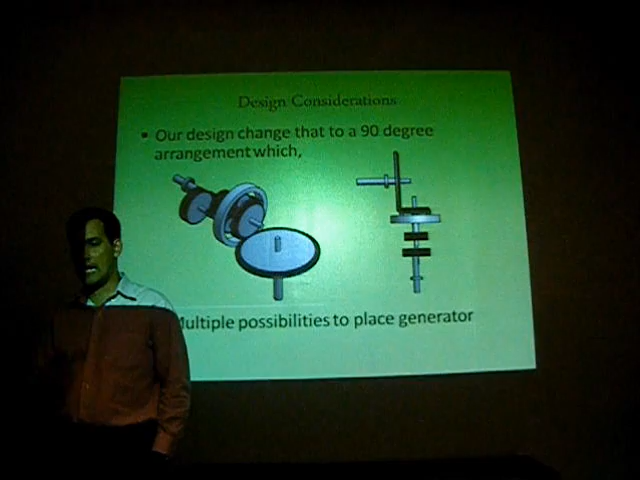 Design Considerations
▪ Our design change that to a 90 degree
arrangement which,
Multiple possibilities to place generator